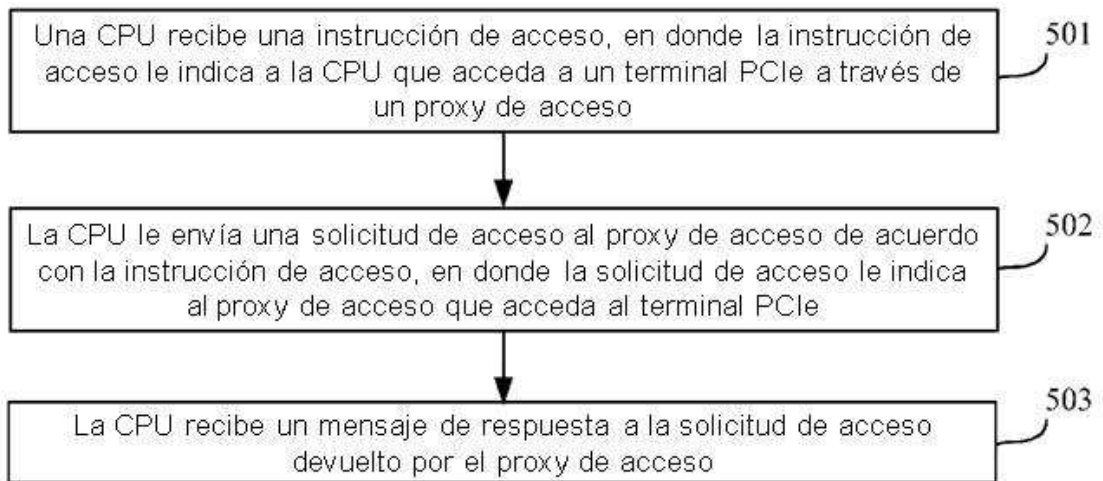 Una CPU recibe una instrucción de acceso, en donde la instrucción de
acceso le indica a la CPU que acceda a un terminal PCIe a través de
un proxy de acceso
501
La CPU le envía una solicitud de acceso al proxy de acceso de acuerdo
con la instrucción de acceso, en donde la solicitud de acceso le indica
al proxy de acceso que acceda al terminal PCIe
502
La CPU recibe un mensaje de respuesta a la solicitud de acceso
devuelto por el proxy de acceso
503